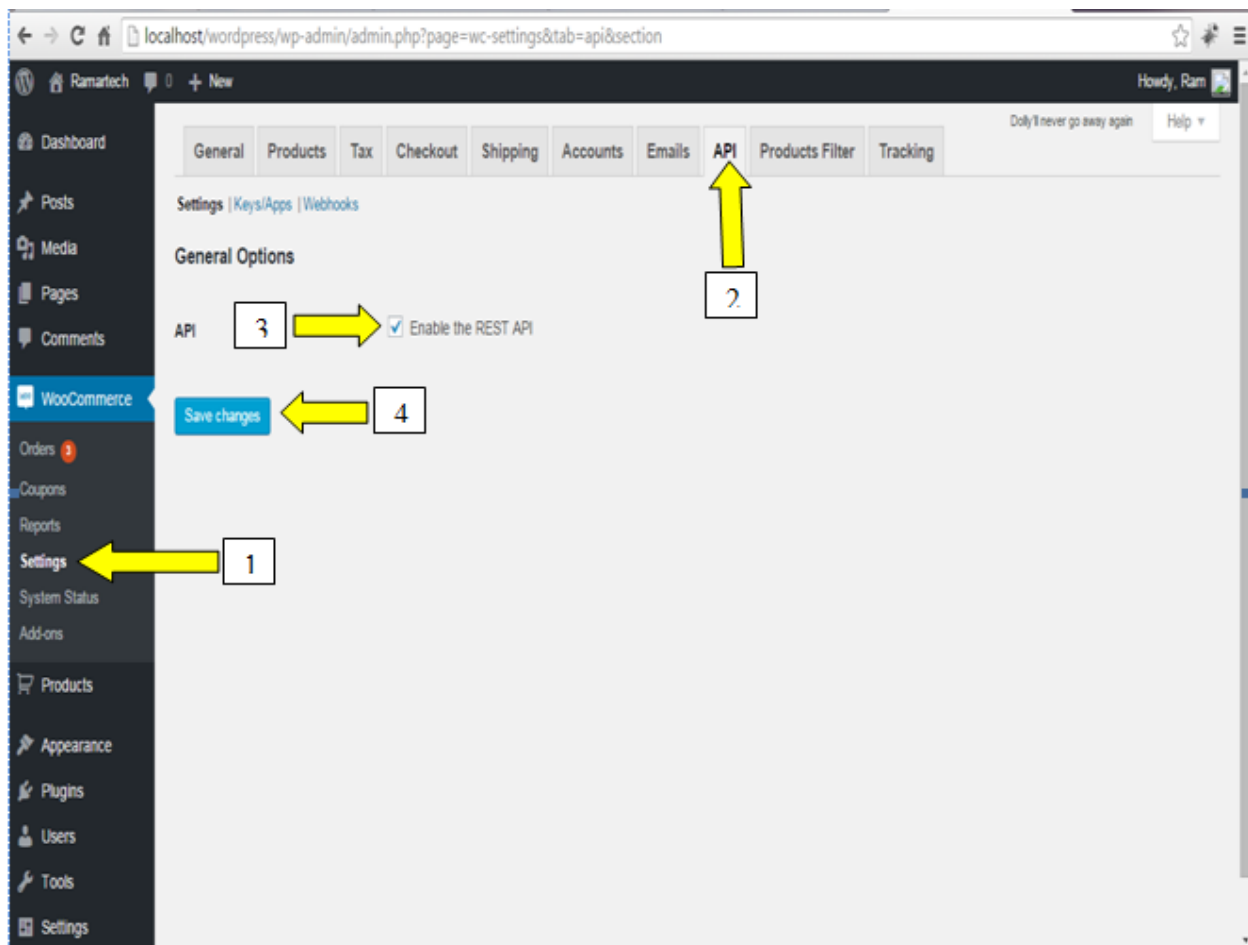 localhost/wordpress/wp-admin/admin.php?page=wc-settings&tab=api&section
Ramartech 0 + New Howdy, Ram
Dolly'll never go away again Help
Dashboard
General Products Tax Checkout Shipping Accounts Emails API Products Filter Tracking
Posts
Settings | Keys/Apps | Webhooks
Media
General Options
Pages
2
API 3 Enable the REST API
Comments
WooCommerce
Save changes 4
Orders 3
Coupons
Reports
Settings 1
System Status
Add-ons
Products
Appearance
Plugins
Users
Tools
Settings